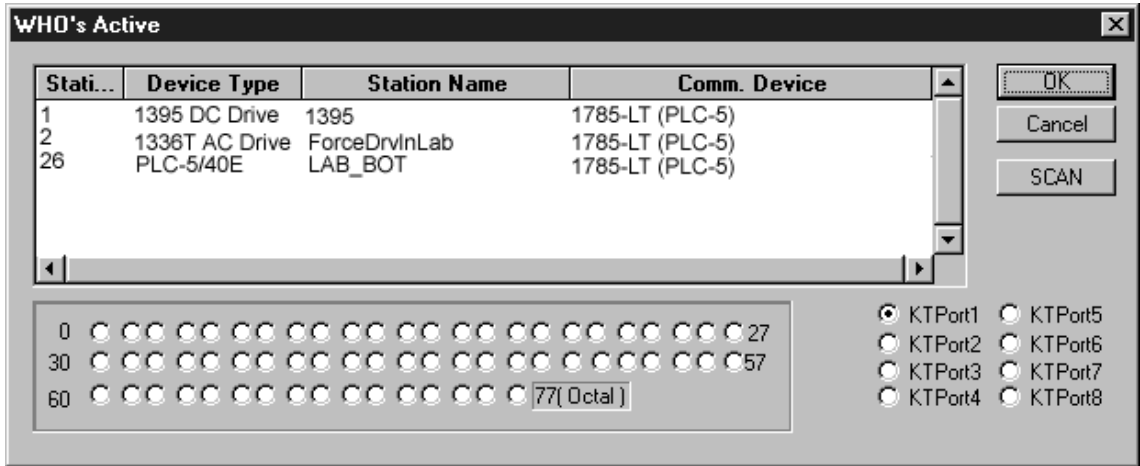 WHO's Active
Stati... Device Type Station Name Comm. Device
1 1395 DC Drive 1395 1785-LT (PLC-5)
2 1336T AC Drive ForceDrvInLab 1785-LT (PLC-5)
26 PLC-5/40E LAB_BOT 1785-LT (PLC-5)
OK
Cancel
SCAN
0 27
30 57
60 77( Octal )
KTPort1 KTPort5
KTPort2 KTPort6
KTPort3 KTPort7
KTPort4 KTPort8